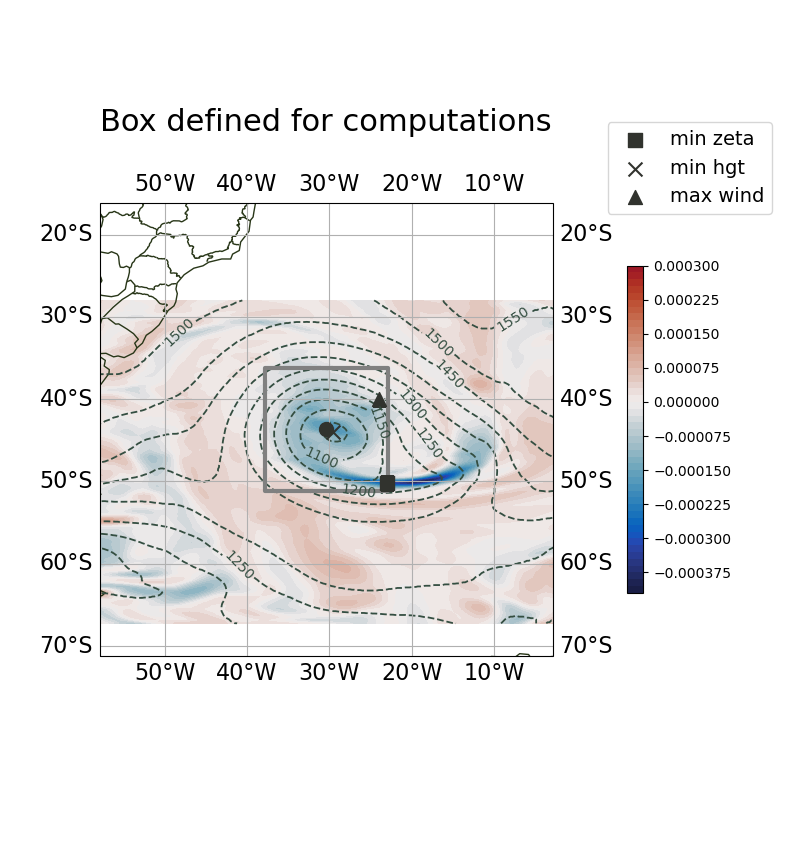 Box defined for computations
min zeta
min hgt
max wind
50°W 40°W 30°W 20°W 10°W
20°S 20°S
30°S 30°S
40°S 40°S
50°S 50°S
60°S 60°S
70°S 70°S
50°W 40°W 30°W 20°W 10°W
1500
1500
1550
1450
1300
1250
1150
1100
1200
1250
0.000300
0.000225
0.000150
0.000075
0.000000
−0.000075
−0.000150
−0.000225
−0.000300
−0.000375